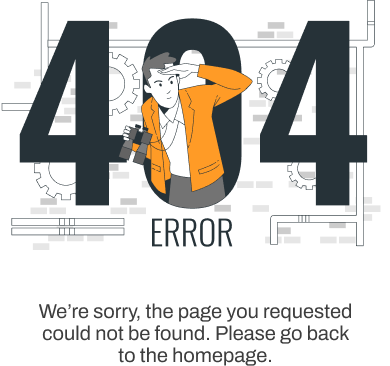 404
ERROR
We're sorry, the page you requested
could not be found. Please go back
to the homepage.